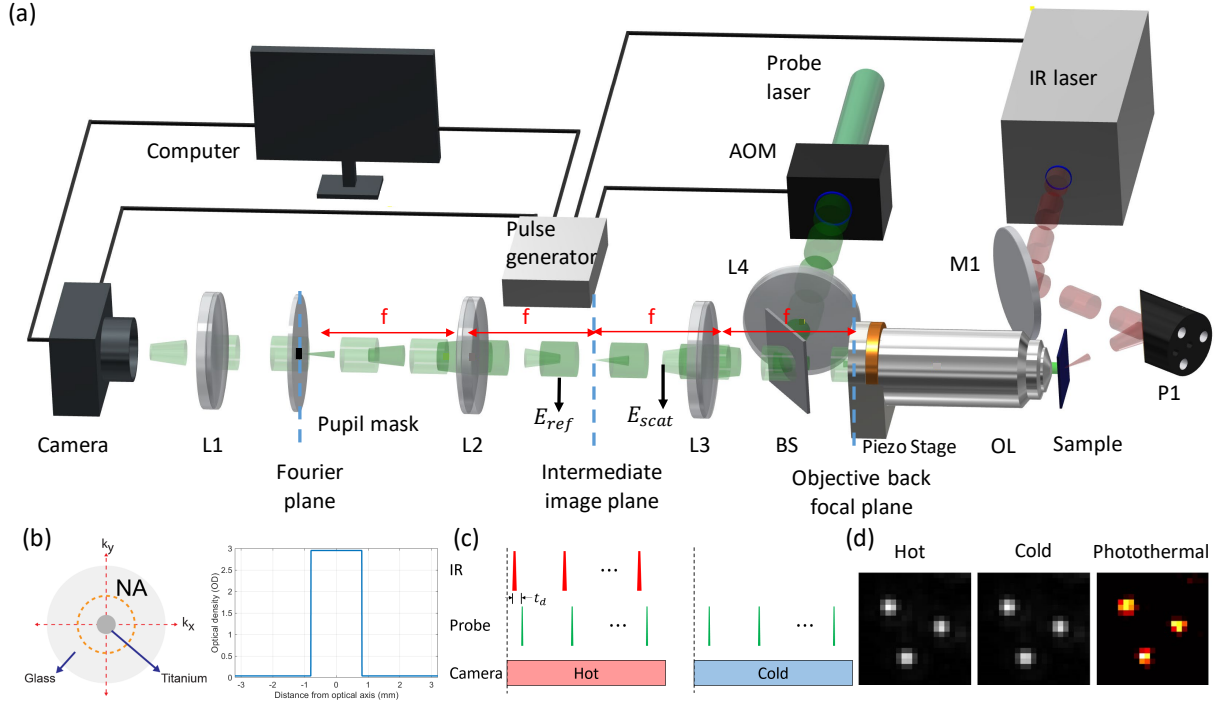 (a)
Probe
laser
IR laser
Computer
AOM
Pulse
generator
L4
M1
f
f
f
f
E_ref
E_scat
Camera
L1
Pupil mask
L2
L3
BS
Piezo Stage
OL
Sample
P1
Fourier
plane
Intermediate
image plane
Objective back
focal plane
(b)
k_y
NA
k_x
Glass
Titanium
Optical density (OD)
3
2.5
2
1.5
1
0.5
0
-3
-2
-1
0
1
2
3
Distance from optical axis (mm)
(c)
IR
...
t_d
Probe
...
...
Camera
Hot
Cold
(d)
Hot
Cold
Photothermal